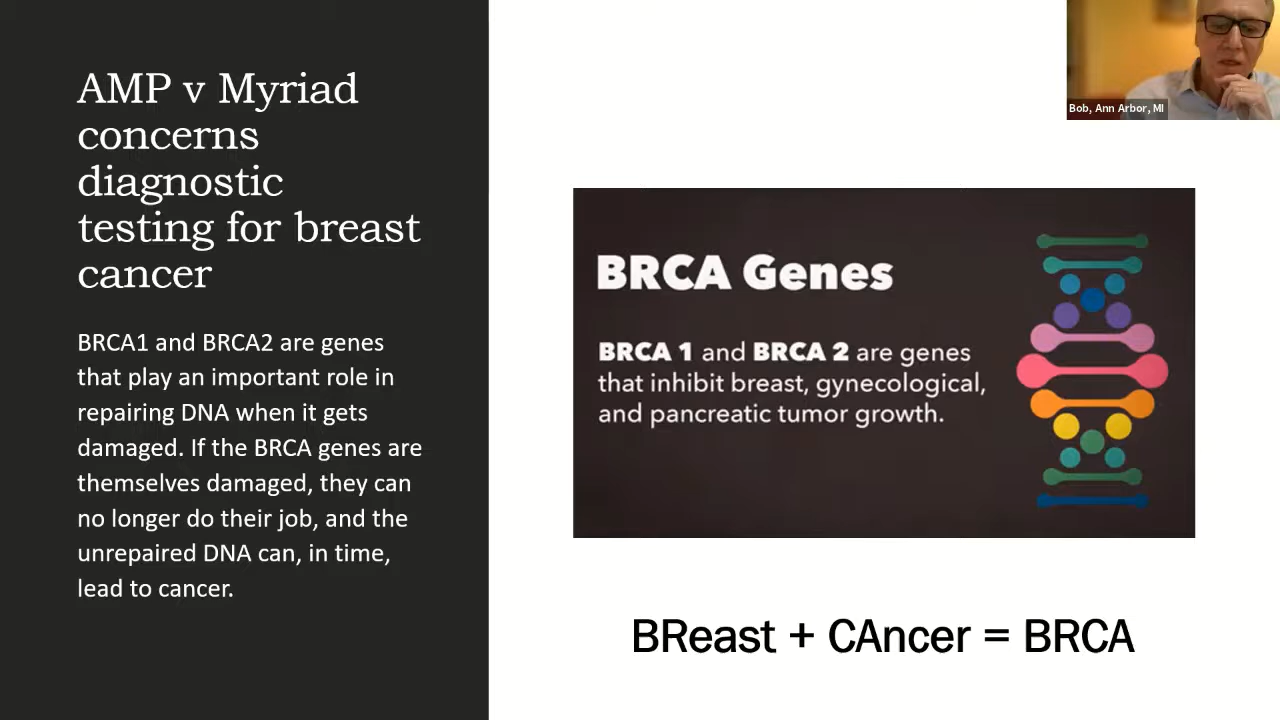 AMP v Myriad
concerns
diagnostic
testing for breast
cancer
BRCA1 and BRCA2 are genes
that play an important role in
repairing DNA when it gets
damaged. If the BRCA genes are
themselves damaged, they can
no longer do their job, and the
unrepaired DNA can, in time,
lead to cancer.
Bob, Ann Arbor, MI
BRCA Genes
BRCA 1 and BRCA 2 are genes
that inhibit breast, gynecological,
and pancreatic tumor growth.
BReast + CAncer = BRCA